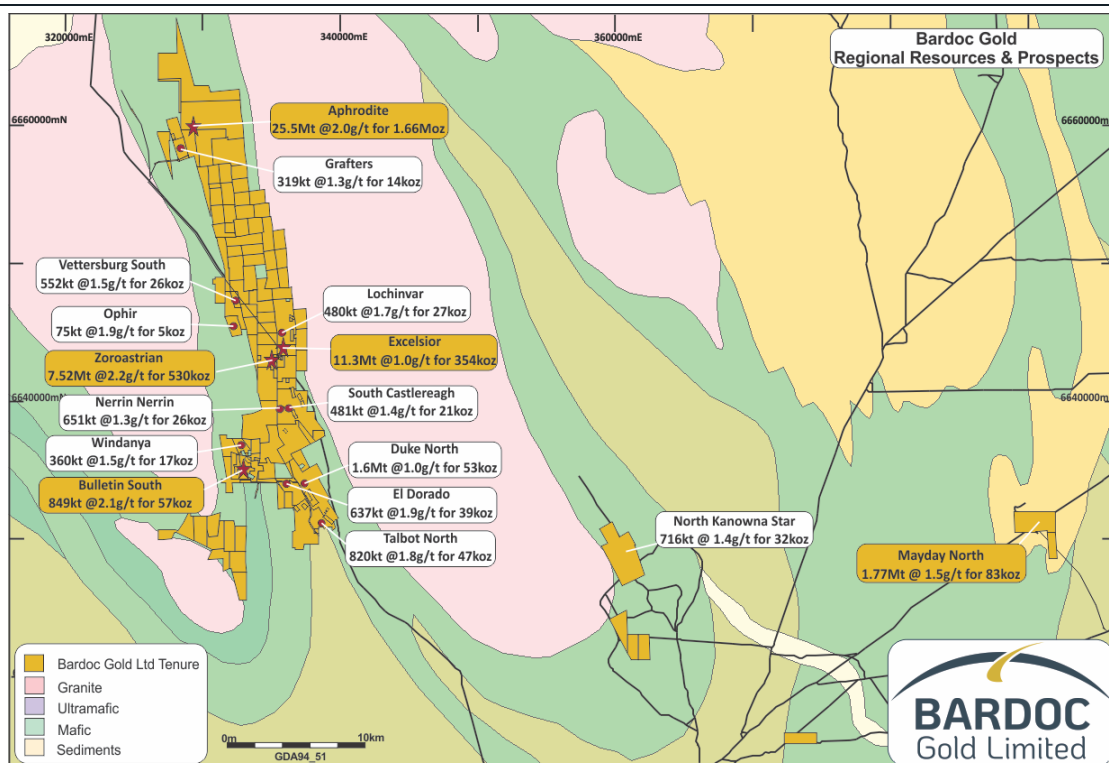 320000mE
340000mE
360000mE
Bardoc Gold
Regional Resources & Prospects
6660000mN
6660000m
Aphrodite
25.5Mt @2.0g/t for 1.66Moz
Grafters
319kt @1.3g/t for 14koz
Vettersburg South
552kt @1.5g/t for 26koz
Lochinvar
480kt @1.7g/t for 27koz
Ophir
75kt @1.9g/t for 5koz
Excelsior
11.3Mt @1.0g/t for 354koz
Zoroastrian
7.52Mt @2.2g/t for 530koz
6640000mN
6640000m
South Castlereagh
481kt @1.4g/t for 21koz
Nerrin Nerrin
651kt @1.3g/t for 26koz
Windanya
360kt @1.5g/t for 17koz
Duke North
1.6Mt @1.0g/t for 53koz
Bulletin South
849kt @2.1g/t for 57koz
El Dorado
637kt @1.9g/t for 39koz
Talbot North
820kt @1.8g/t for 47koz
North Kanowna Star
716kt @ 1.4g/t for 32koz
Mayday North
1.77Mt @ 1.5g/t for 83koz
Bardoc Gold Ltd Tenure
Granite
Ultramafic
Mafic
Sediments
0m
10km
GDA94_51
BARDOC
Gold Limited